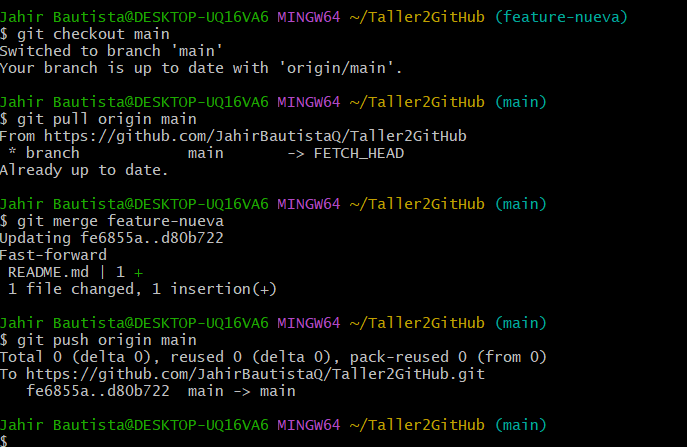 Jahir Bautista@DESKTOP-UQ16VA6 MINGW64 ~/Taller2GitHub (feature-nueva)
$ git checkout main
Switched to branch 'main'
Your branch is up to date with 'origin/main'.
Jahir Bautista@DESKTOP-UQ16VA6 MINGW64 ~/Taller2GitHub (main)
$ git pull origin main
From https://github.com/JahirBautistaQ/Taller2GitHub
 * branch            main       -> FETCH_HEAD
Already up to date.
Jahir Bautista@DESKTOP-UQ16VA6 MINGW64 ~/Taller2GitHub (main)
$ git merge feature-nueva
Updating fe6855a..d80b722
Fast-forward
 README.md | 1 +
 1 file changed, 1 insertion(+)
Jahir Bautista@DESKTOP-UQ16VA6 MINGW64 ~/Taller2GitHub (main)
$ git push origin main
Total 0 (delta 0), reused 0 (delta 0), pack-reused 0 (from 0)
To https://github.com/JahirBautistaQ/Taller2GitHub.git
   fe6855a..d80b722  main -> main
Jahir Bautista@DESKTOP-UQ16VA6 MINGW64 ~/Taller2GitHub (main)
$